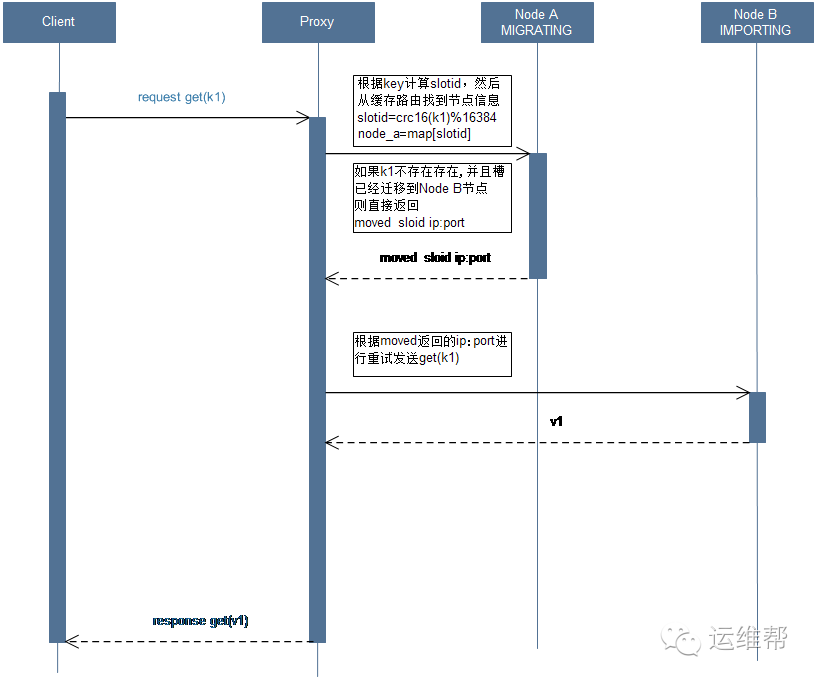 Client
Proxy
Node A
MIGRATING
Node B
IMPORTING
request get(k1)
根据key计算slotid，然后
从缓存路由找到节点信息
slotid=crc16(k1)%16384
node_a=map[slotid]
如果k1不存在存在,并且槽
已经迁移到Node B节点
则直接返回
moved sloid ip:port
moved sloid ip:port
根据moved返回的ip:port进
行重试发送get(k1)
v1
response get(v1)
运维帮